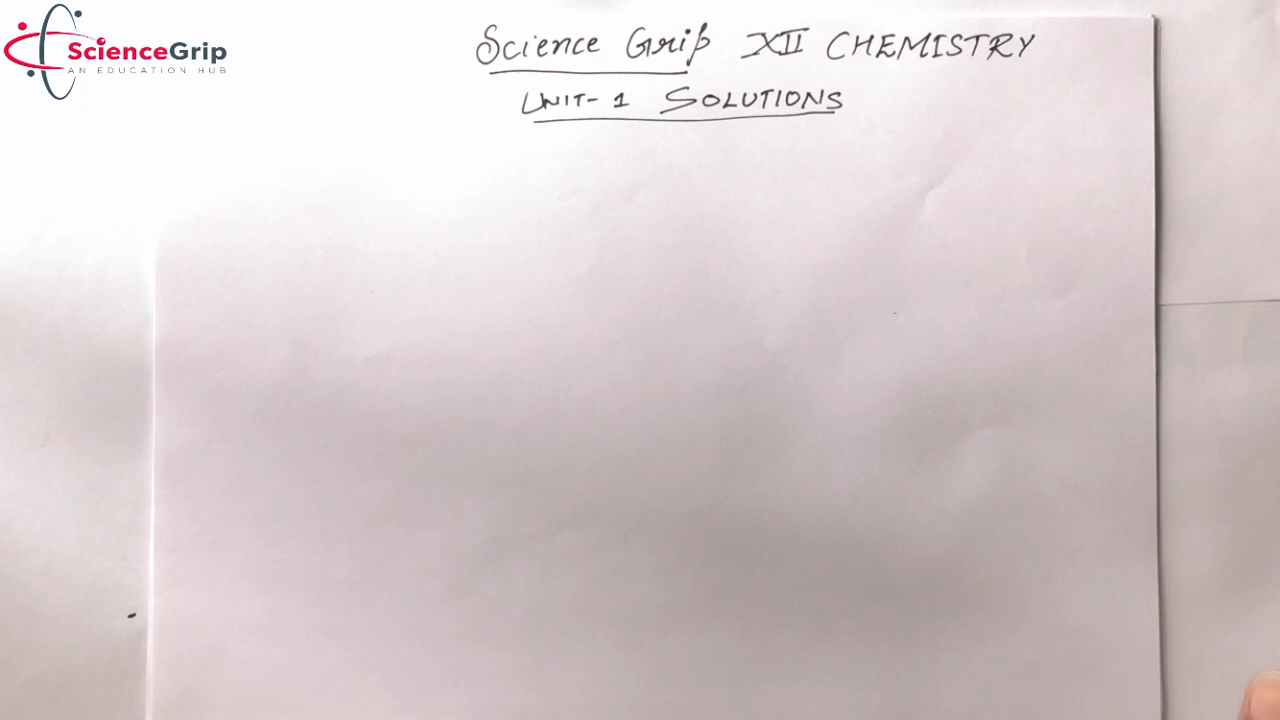 ScienceGrip
AN EDUCATION HUB
Science Grip XII CHEMISTRY
UNIT-1 SOLUTIONS